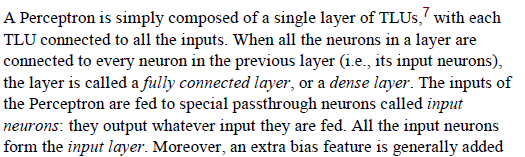 A Perceptron is simply composed of a single layer of TLUs,7 with each
TLU connected to all the inputs. When all the neurons in a layer are
connected to every neuron in the previous layer (i.e., its input neurons),
the layer is called a fully connected layer, or a dense layer. The inputs of
the Perceptron are fed to special passthrough neurons called input
neurons: they output whatever input they are fed. All the input neurons
form the input layer. Moreover, an extra bias feature is generally added